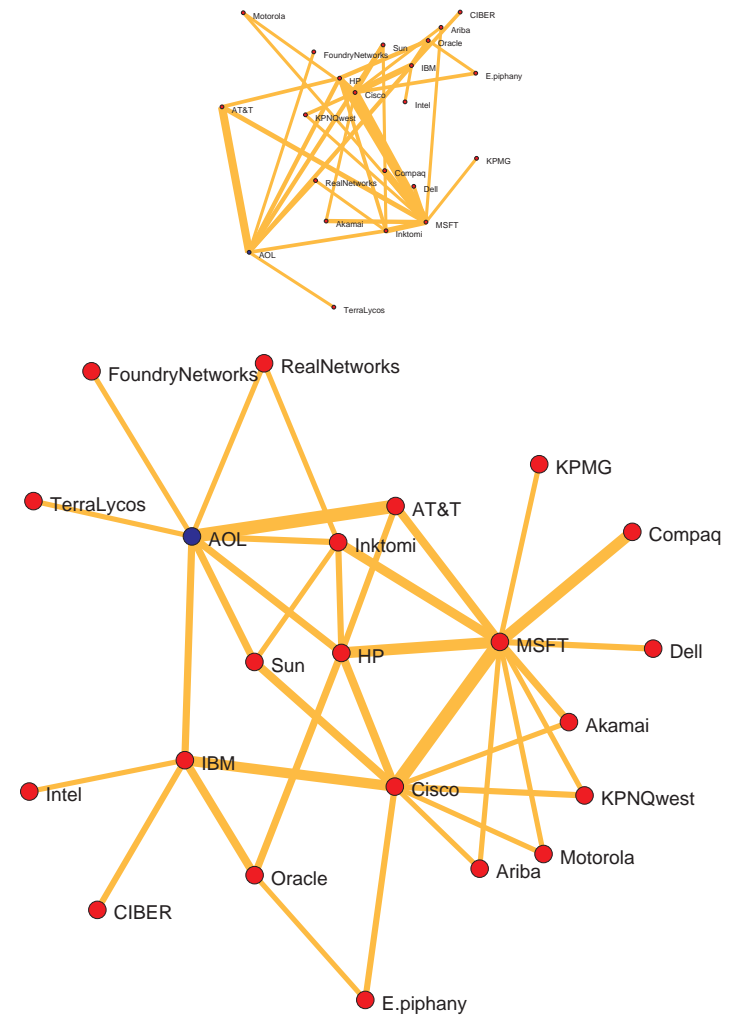 Motorola
CIBER
Ariba
Oracle
Sun
FoundryNetworks
IBM
E.piphany
HP
Cisco
Intel
AT&T
KPNQwest
KPMG
Compaq
RealNetworks
Dell
Akamai
MSFT
Inktomi
AOL
TerraLycos
RealNetworks
FoundryNetworks
KPMG
TerraLycos
AT&T
Compaq
AOL
Inktomi
MSFT
Dell
HP
Sun
Akamai
IBM
Cisco
Intel
KPNQwest
Motorola
Ariba
Oracle
CIBER
E.piphany